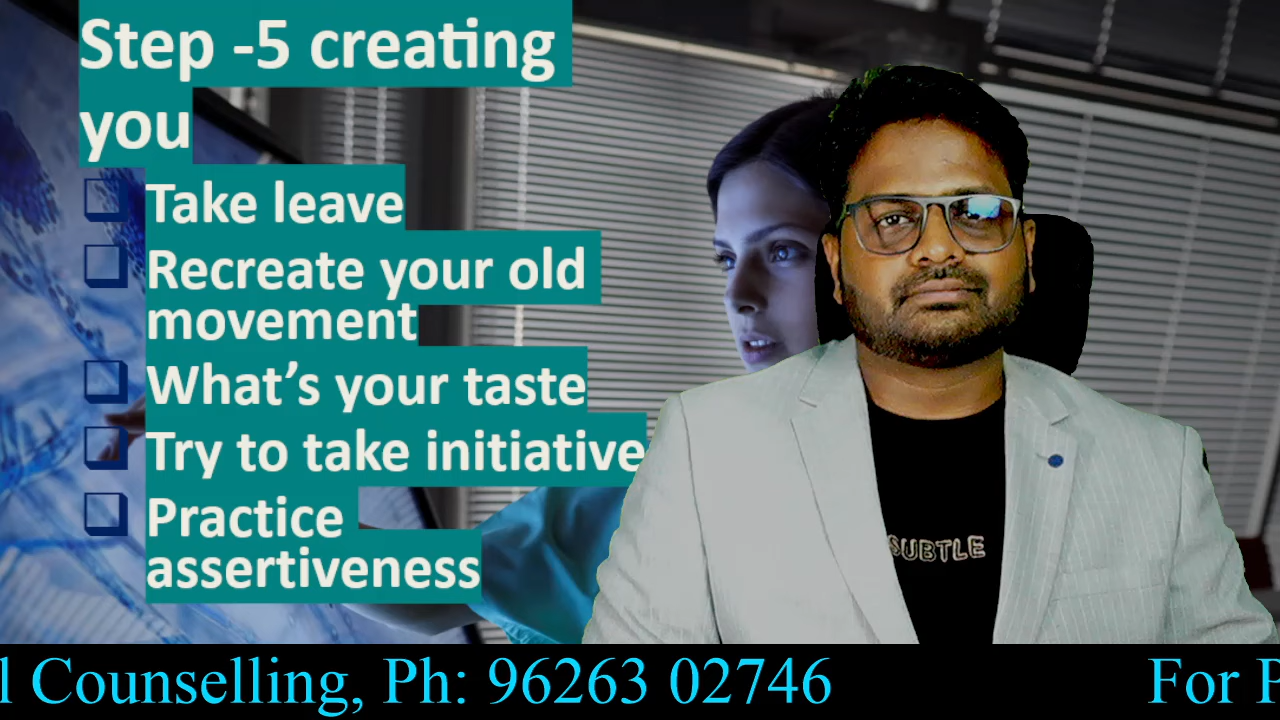 Step -5 creating
you
Take leave
Recreate your old
movement
What's your taste
Try to take initiative
Practice
assertiveness
SUBTLE
l Counselling, Ph: 96263 02746 For P